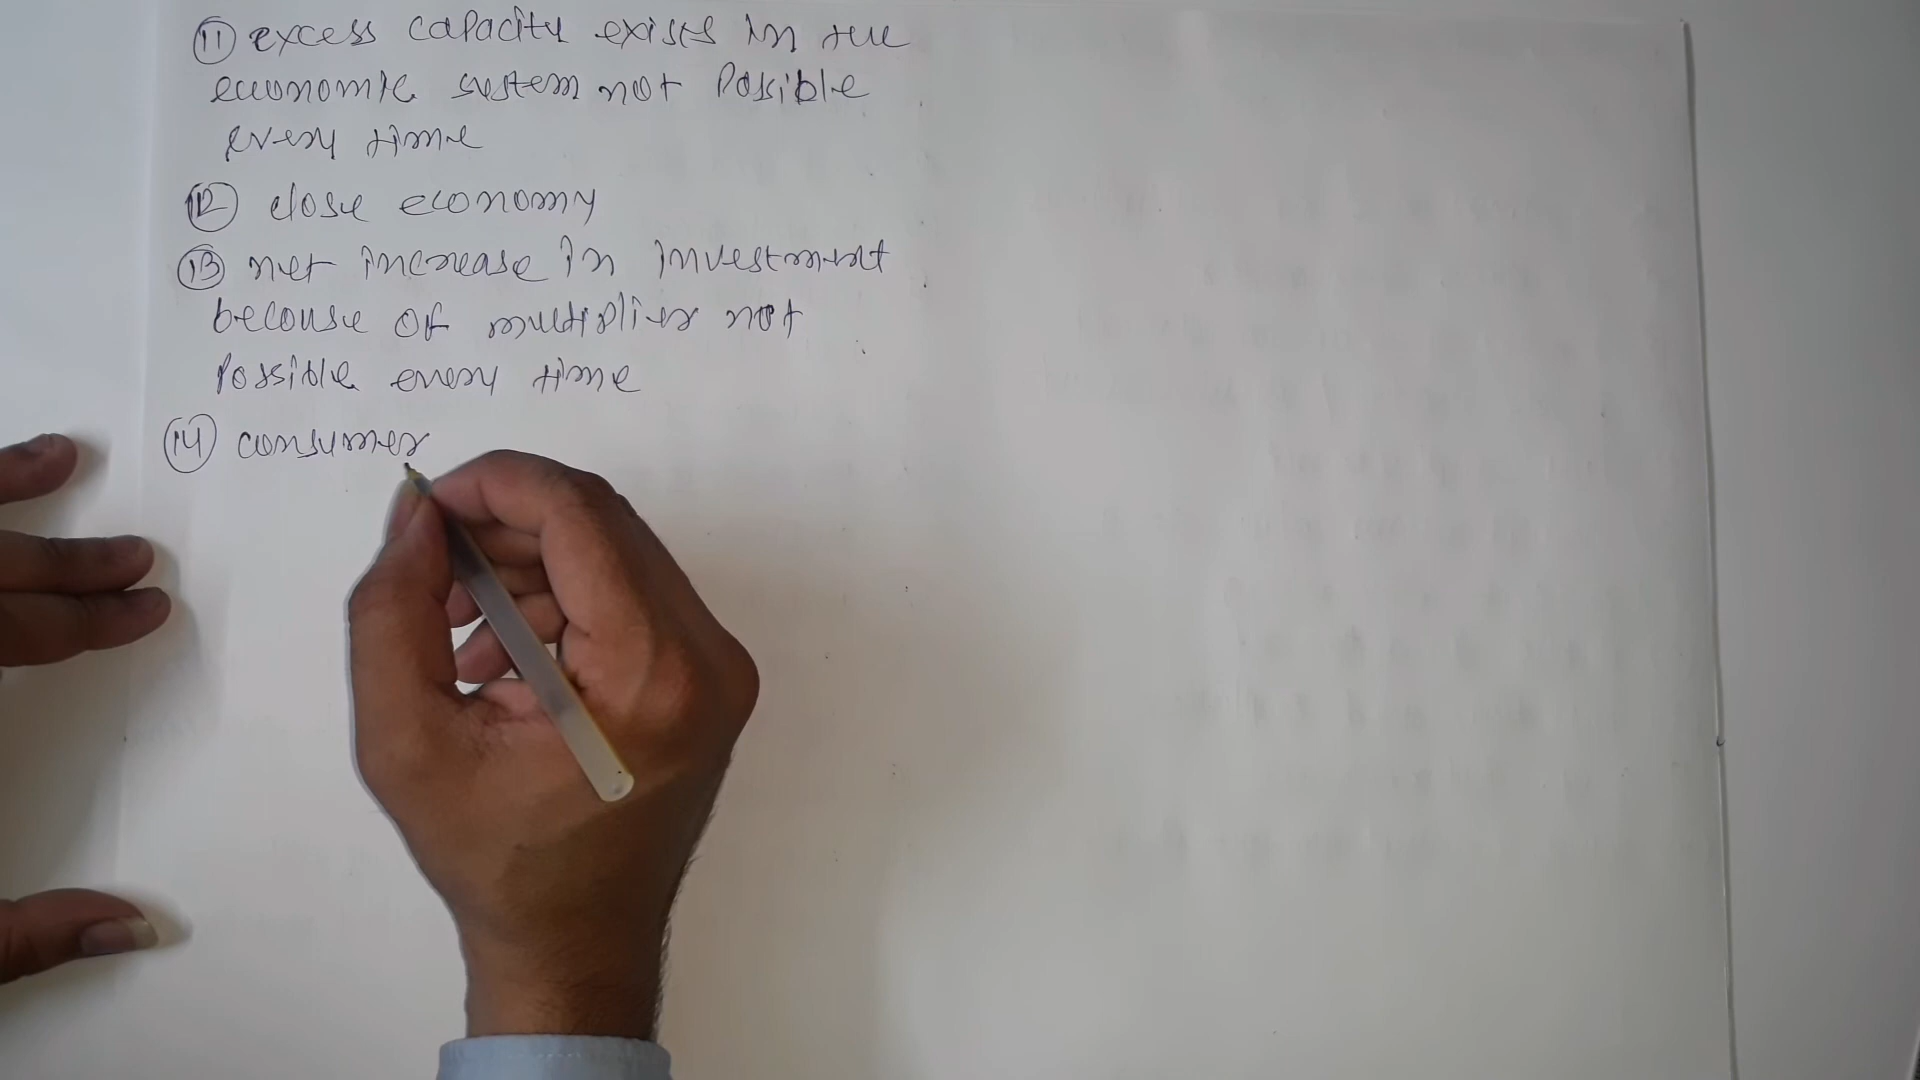 11 excess capacity exists in the
economic system not Possible
every time
12 close economy
13 net increase in investment
becouse of multiplier not
Possible every time
14 consumer